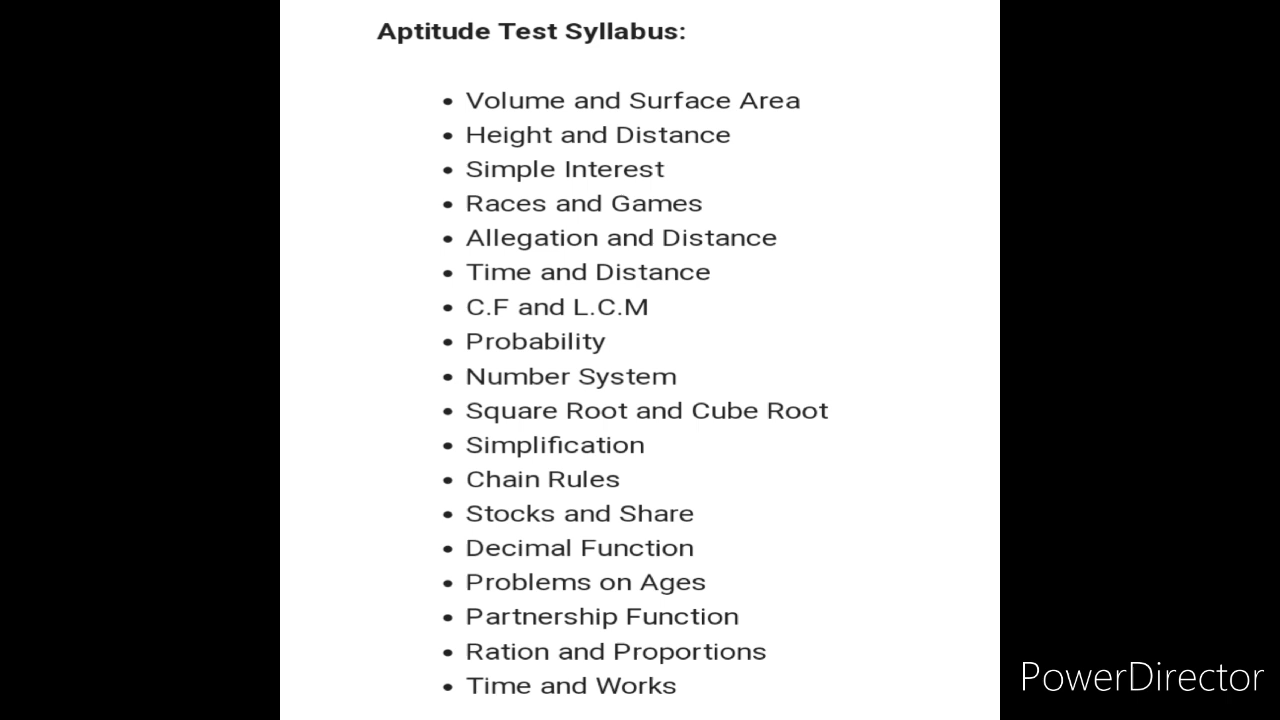 Aptitude Test Syllabus:
• Volume and Surface Area
• Height and Distance
• Simple Interest
• Races and Games
• Allegation and Distance
• Time and Distance
• C.F and L.C.M
• Probability
• Number System
• Square Root and Cube Root
• Simplification
• Chain Rules
• Stocks and Share
• Decimal Function
• Problems on Ages
• Partnership Function
• Ration and Proportions
• Time and Works
PowerDirector